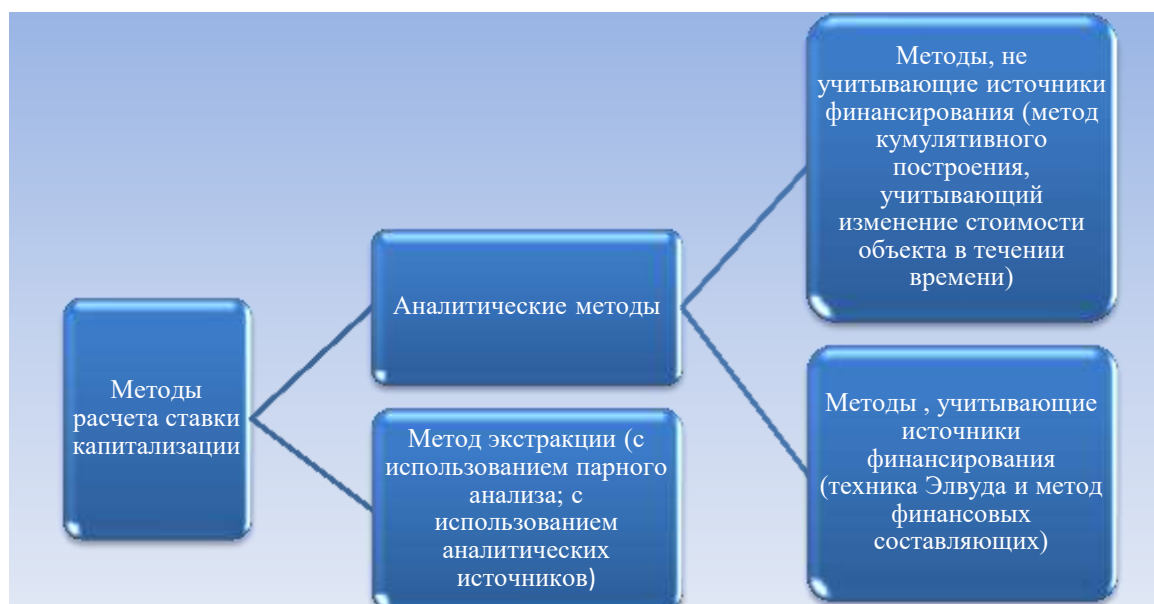 Методы
расчета ставки
капитализации
Аналитические методы
Метод экстракции (с
использованием парного
анализа; с
использованием
аналитических
источников)
Методы, не
учитывающие источники
финансирования (метод
кумулятивного
построения,
учитывающий
изменение стоимости
объекта в течении
времени)
Методы , учитывающие
источники
финансирования
(техника Элвуда и метод
финансовых
составляющих)